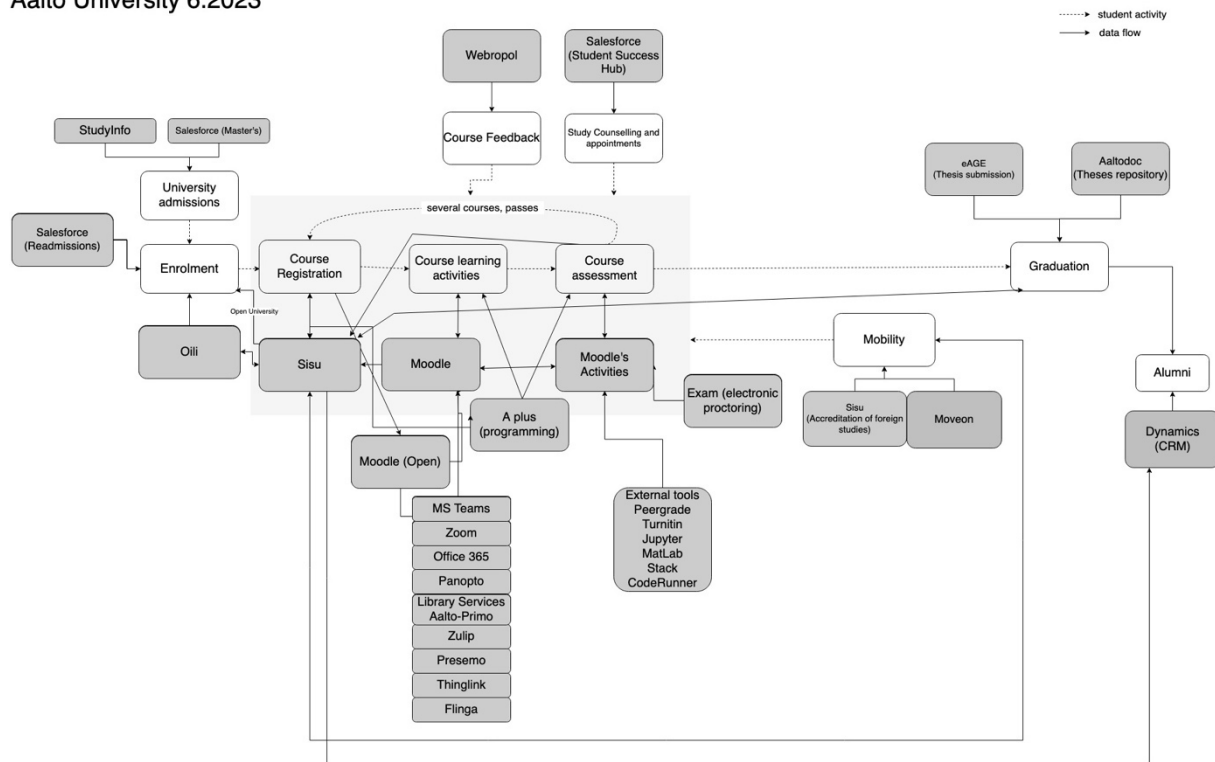 Aalto University 6.2023
student activity
data flow
Webropol
Salesforce
(Student Success
Hub)
StudyInfo
Salesforce (Master's)
Course Feedback
Study Counselling and
appointments
eAGE
(Thesis submission)
Aaltodoc
(Theses repository)
University
admissions
several courses, passes
Salesforce
(Readmissions)
Enrolment
Course
Registration
Course learning
activities
Course
assessment
Graduation
Open University
Oili
Sisu
Moodle
Moodle's
Activities
Mobility
Alumni
Exam (electronic
proctoring)
A plus
(programming)
Sisu
(Accreditation of foreign
studies)
Moveon
Dynamics
(CRM)
Moodle (Open)
MS Teams
Zoom
Office 365
Panopto
Library Services
Aalto-Primo
Zulip
Presemo
Thinglink
Flinga
External tools
Peergrade
Turnitin
Jupyter
MatLab
Stack
CodeRunner